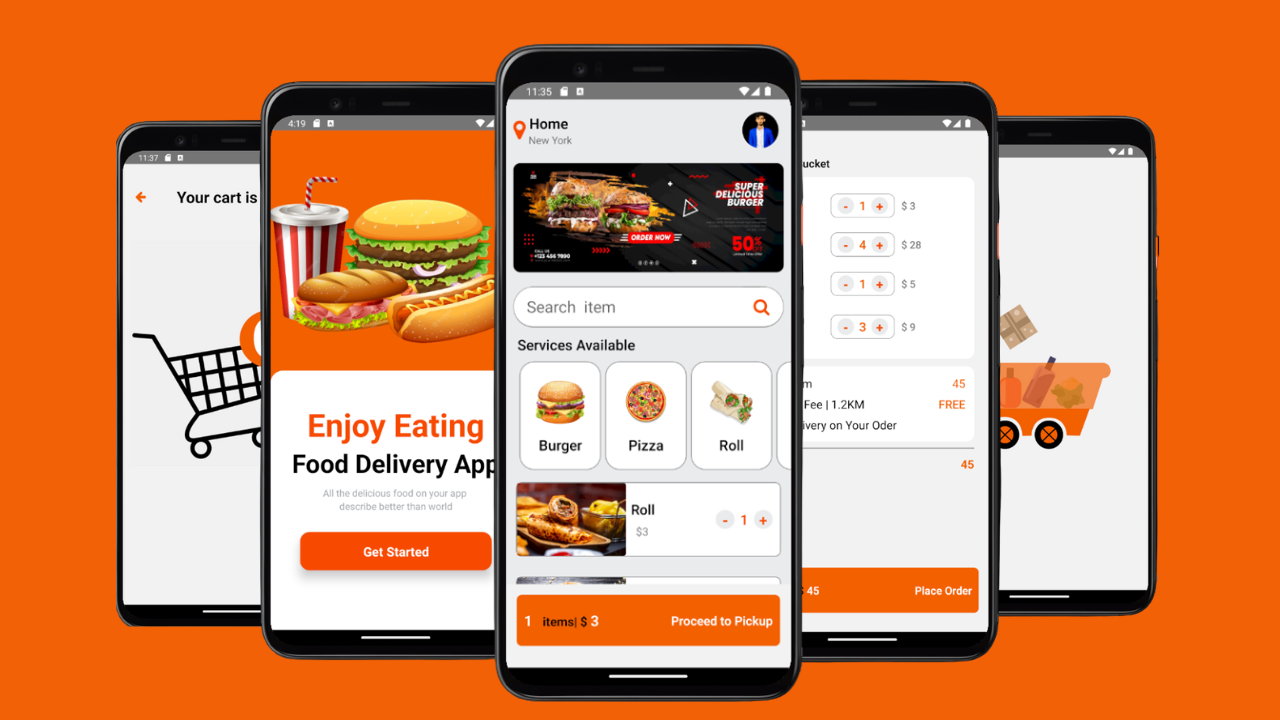 11:37
Your cart is
4:19
Enjoy Eating
Food Delivery App
All the delicious food on your app
describe better than world
Get Started
11:35
Home
New York
SUPER
DELICIOUS
BURGER
ORDER NOW
50%
CALL US
+123 456 7890
Search item
Services Available
Burger
Pizza
Roll
Roll
$3
- 1 +
1 items| $ 3
Proceed to Pickup
ucket
- 1 + $ 3
- 4 + $ 28
- 1 + $ 5
- 3 + $ 9
m 45
Fee | 1.2KM FREE
ivery on Your Oder
45
$ 45 Place Order